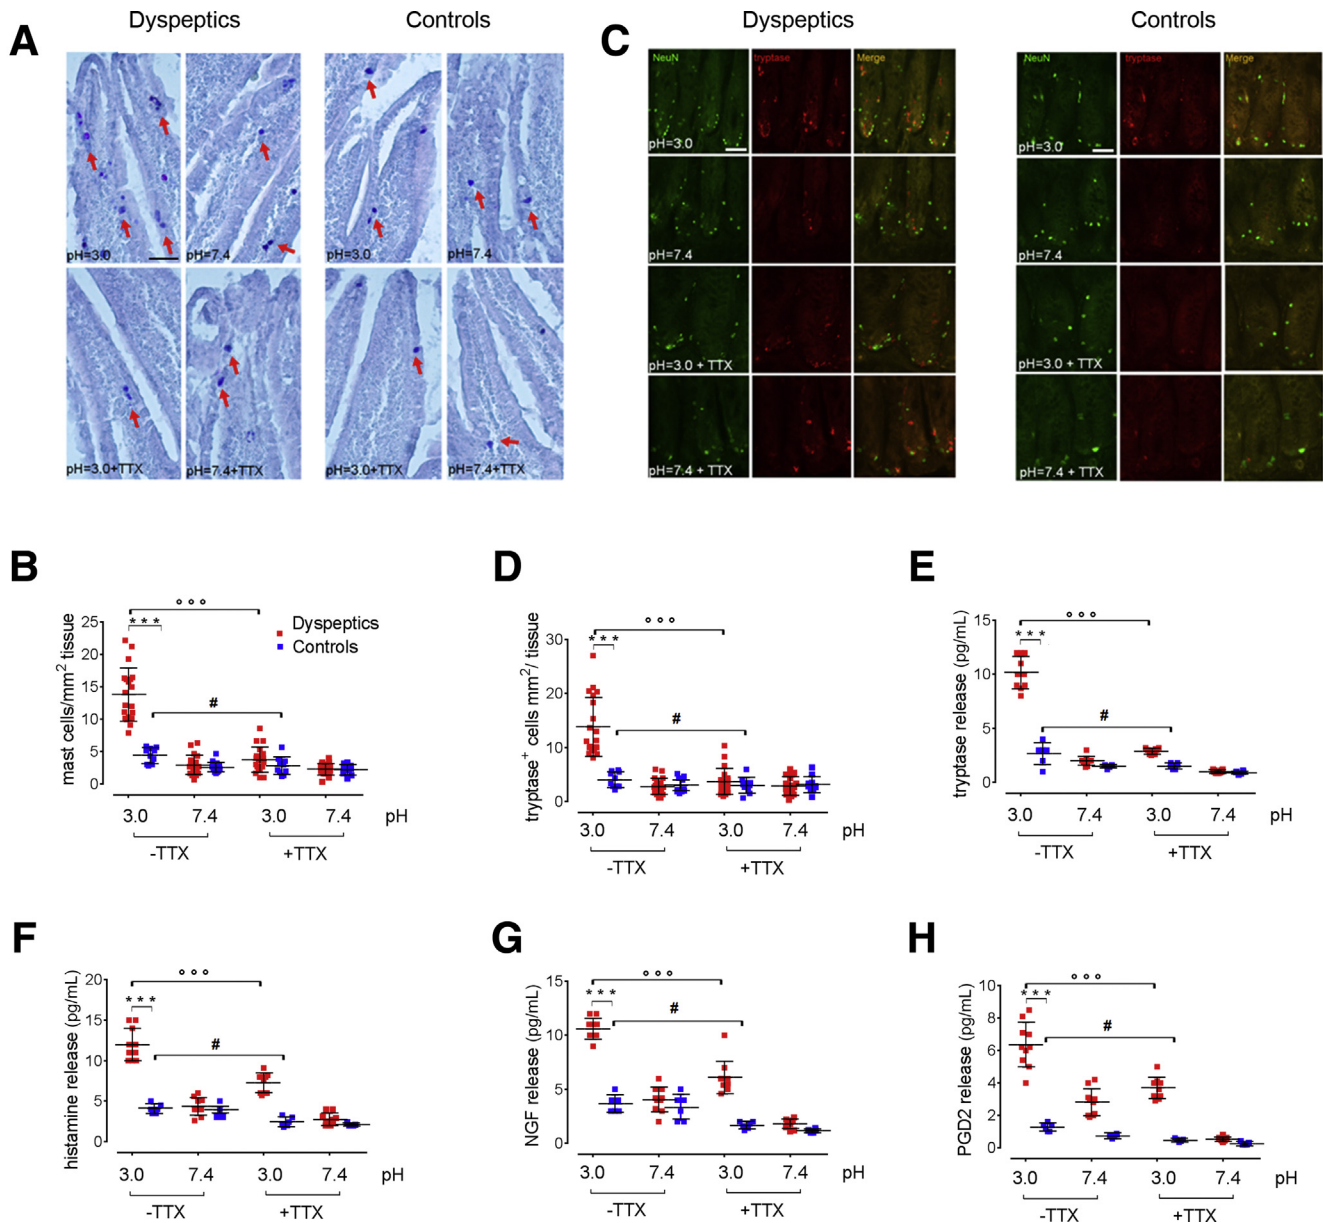 Dyspeptics
Controls
Dyspeptics
Controls
A
pH=3.0
pH=7.4
pH=3.0
pH=7.4
pH=3.0+TTX
pH=7.4+TTX
pH=3.0+TTX
pH=7.4+TTX
C
NeuN
tryptase
Merge
NeuN
tryptase
Merge
pH=3.0
pH=3.0
pH=7.4
pH=7.4
pH=3.0 + TTX
pH=3.0 + TTX
pH=7.4 + TTX
pH=7.4 + TTX
B
mast cells/mm² tissue
25
20
15
10
5
0
° ° °
* * *
#
Dyspeptics
Controls
3.0
7.4
3.0
7.4
pH
-TTX
+TTX
D
tryptase⁺ cells mm²/ tissue
30
20
10
0
° ° °
* * *
#
3.0
7.4
3.0
7.4
pH
-TTX
+TTX
E
tryptase release (pg/mL)
15
10
5
0
° ° °
* * *
#
3.0
7.4
3.0
7.4
pH
-TTX
+TTX
F
histamine release (pg/mL)
20
15
10
5
0
° ° °
* * *
#
3.0
7.4
3.0
7.4
pH
-TTX
+TTX
G
NGF release (pg/mL)
15
10
5
0
° ° °
* * *
#
3.0
7.4
3.0
7.4
pH
-TTX
+TTX
H
PGD2 release (pg/mL)
10
8
6
4
2
0
° ° °
* * *
#
3.0
7.4
3.0
7.4
pH
-TTX
+TTX